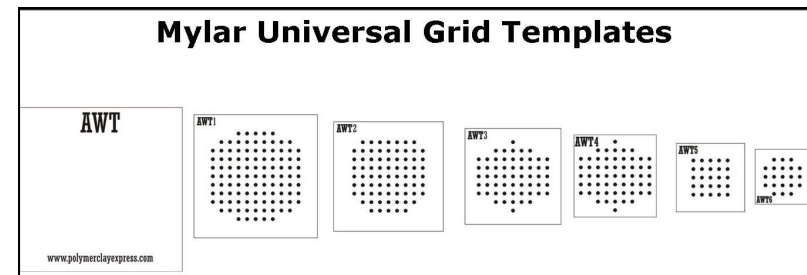 Mylar Universal Grid Templates
AWT
AWT1
AWT2
AWT3
AWT4
AWT5
AWT6
www.polymerclayexpress.com